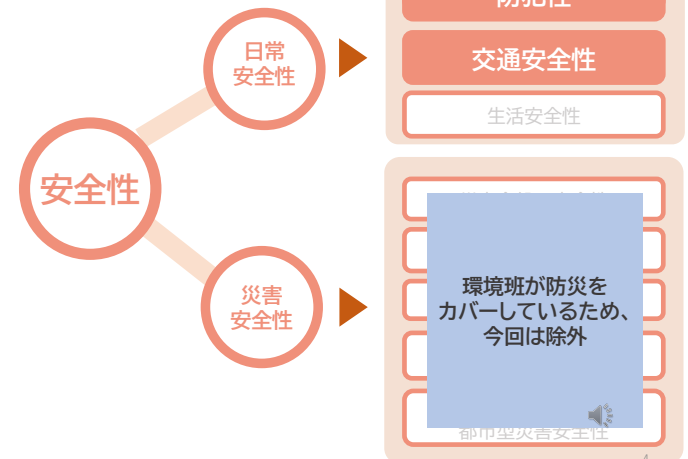 防犯性
日常
安全性
交通安全性
生活安全性
安全性
災害
安全性
環境班が防災を
カバーしているため、
今回は除外
都市型災害安全性